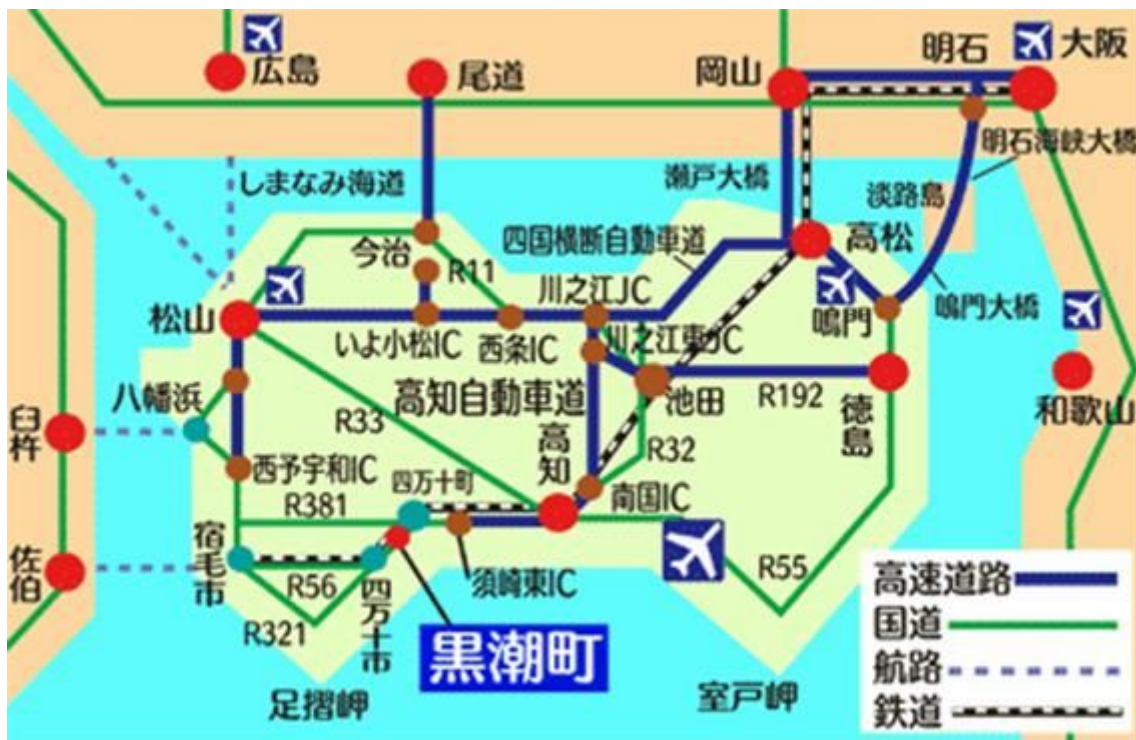 広島
尾道
岡山
明石
大阪
明石海峡大橋
しまなみ海道
瀬戸大橋
淡路島
今治
R11
四国横断自動車道
高松
川之江JC
鳴門大橋
松山
いよ小松IC
西条IC
川之江東JC
鳴門
八幡浜
高知自動車道
池田
R192
和歌山
臼杵
R33
高知
徳島
西予宇和IC
四万十町
R32
南国IC
R381
宿毛市
佐伯
R56
須崎東IC
R55
高速道路
R321
四万十市
黒潮町
国道
航路
足摺岬
室戸岬
鉄道